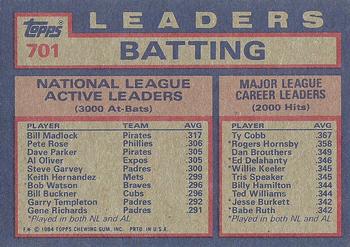 Topps
701
LEADERS
BATTING
NATIONAL LEAGUE
ACTIVE LEADERS
(3000 At-Bats)
PLAYER TEAM AVG
Bill Madlock Pirates .317
Pete Rose Phillies .306
Dave Parker Pirates .305
Al Oliver Expos .305
Steve Garvey Padres .299
Keith Hernandez Mets .299
*Bob Watson Braves .296
Bill Buckner Cubs .296
Garry Templeton Padres .296
Gene Richards Padres .291
*Played in both NL and AL
MAJOR LEAGUE
CAREER LEADERS
(2000 Hits)
PLAYER AVG
Ty Cobb .367
*Rogers Hornsby .358
Dan Brouthers .349
*Ed Delahanty .346
*Willie Keeler .345
Tris Speaker .345
Billy Hamilton .344
Ted Williams .344
*Jesse Burkett .342
*Babe Ruth .342
*Played in both NL and AL
© 1984 TOPPS CHEWING GUM, INC. PRTD. IN U.S.A.